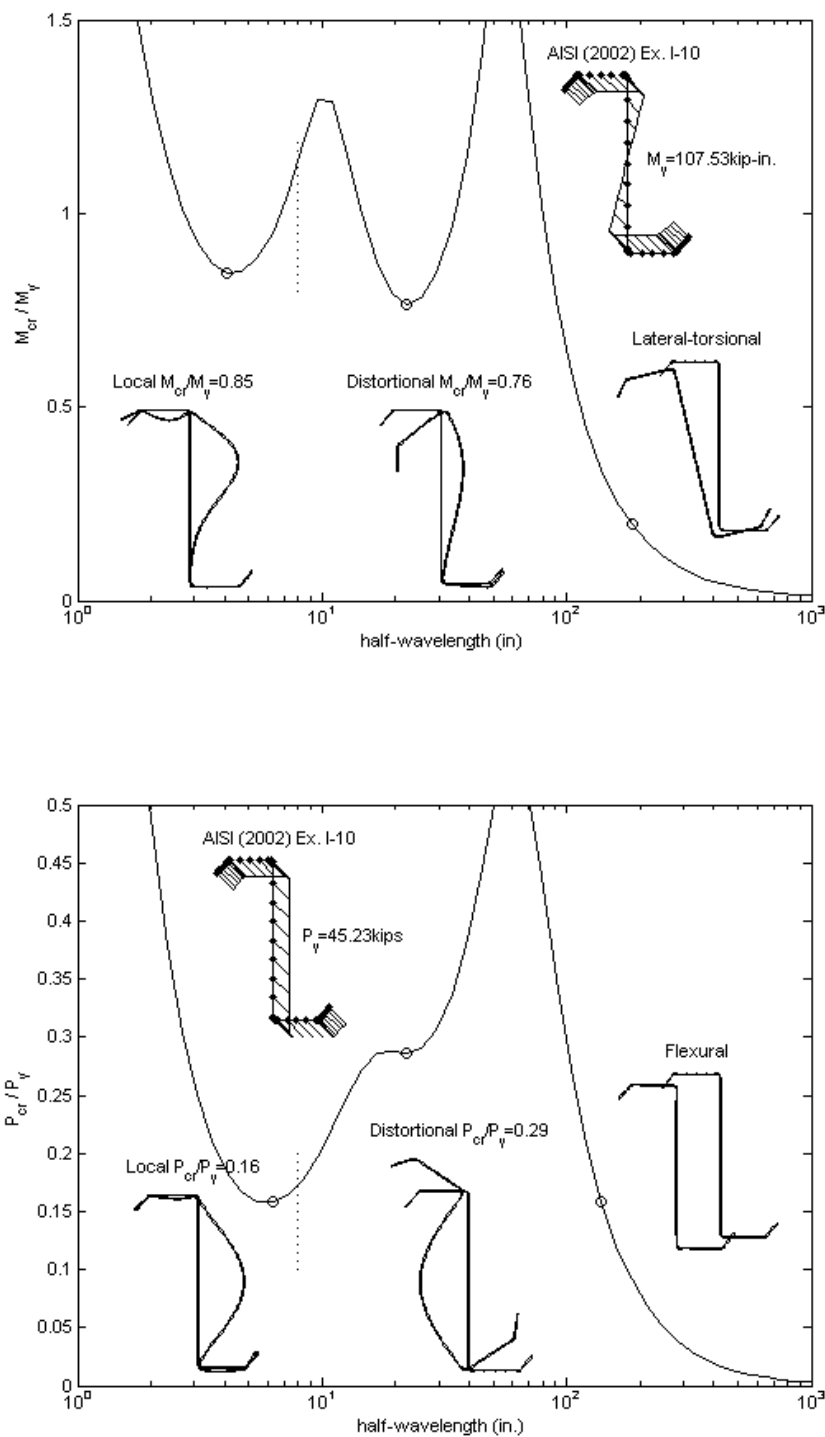 1.5
AISI (2002) Ex. I-10
My=107.53kip-in.
1
Mcr / My
Lateral-torsional
Local Mcr/My=0.85
Distortional Mcr/My=0.76
0.5
0
10^0
10^1
10^2
10^3
half-wavelength (in)
0.5
AISI (2002) Ex. I-10
0.45
0.4
Py=45.23kips
0.35
0.3
Flexural
0.25
Pcr / Py
Distortional Pcr/Py=0.29
0.2
Local Pcr/Py=0.16
0.15
0.1
0.05
0
10^0
10^1
10^2
10^3
half-wavelength (in.)